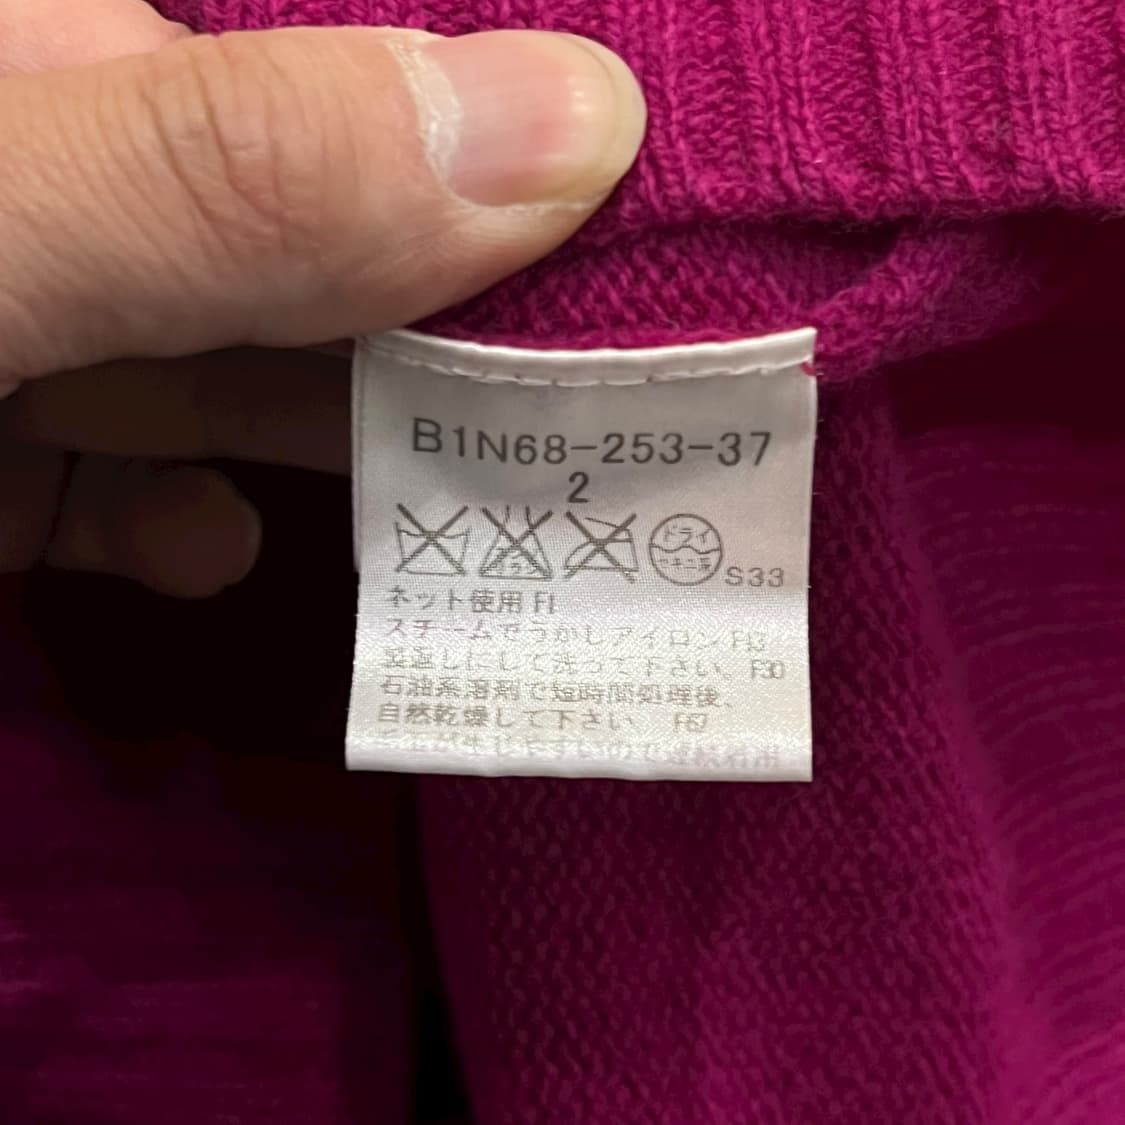 B1N68-253-37
2
ドライ
S33
ネット使用 F1
スチームでうかしアイロン F13
裏返しにして洗って下さい。F30
石油系溶剤で短時間処理後、
自然乾燥して下さい F67